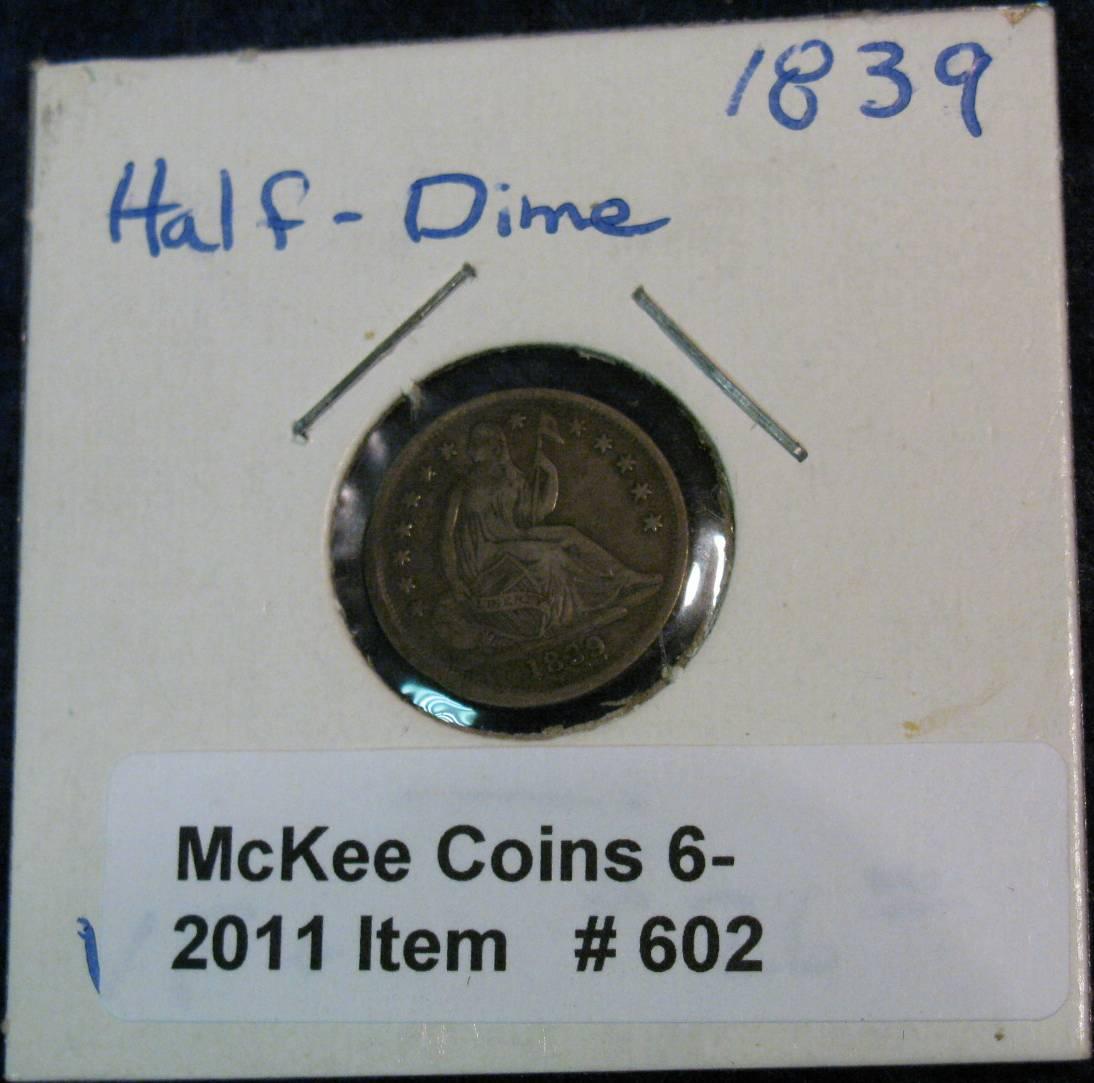 1839
Half-Dime
LIBERTY
1839
McKee Coins 6-
2011 Item # 602